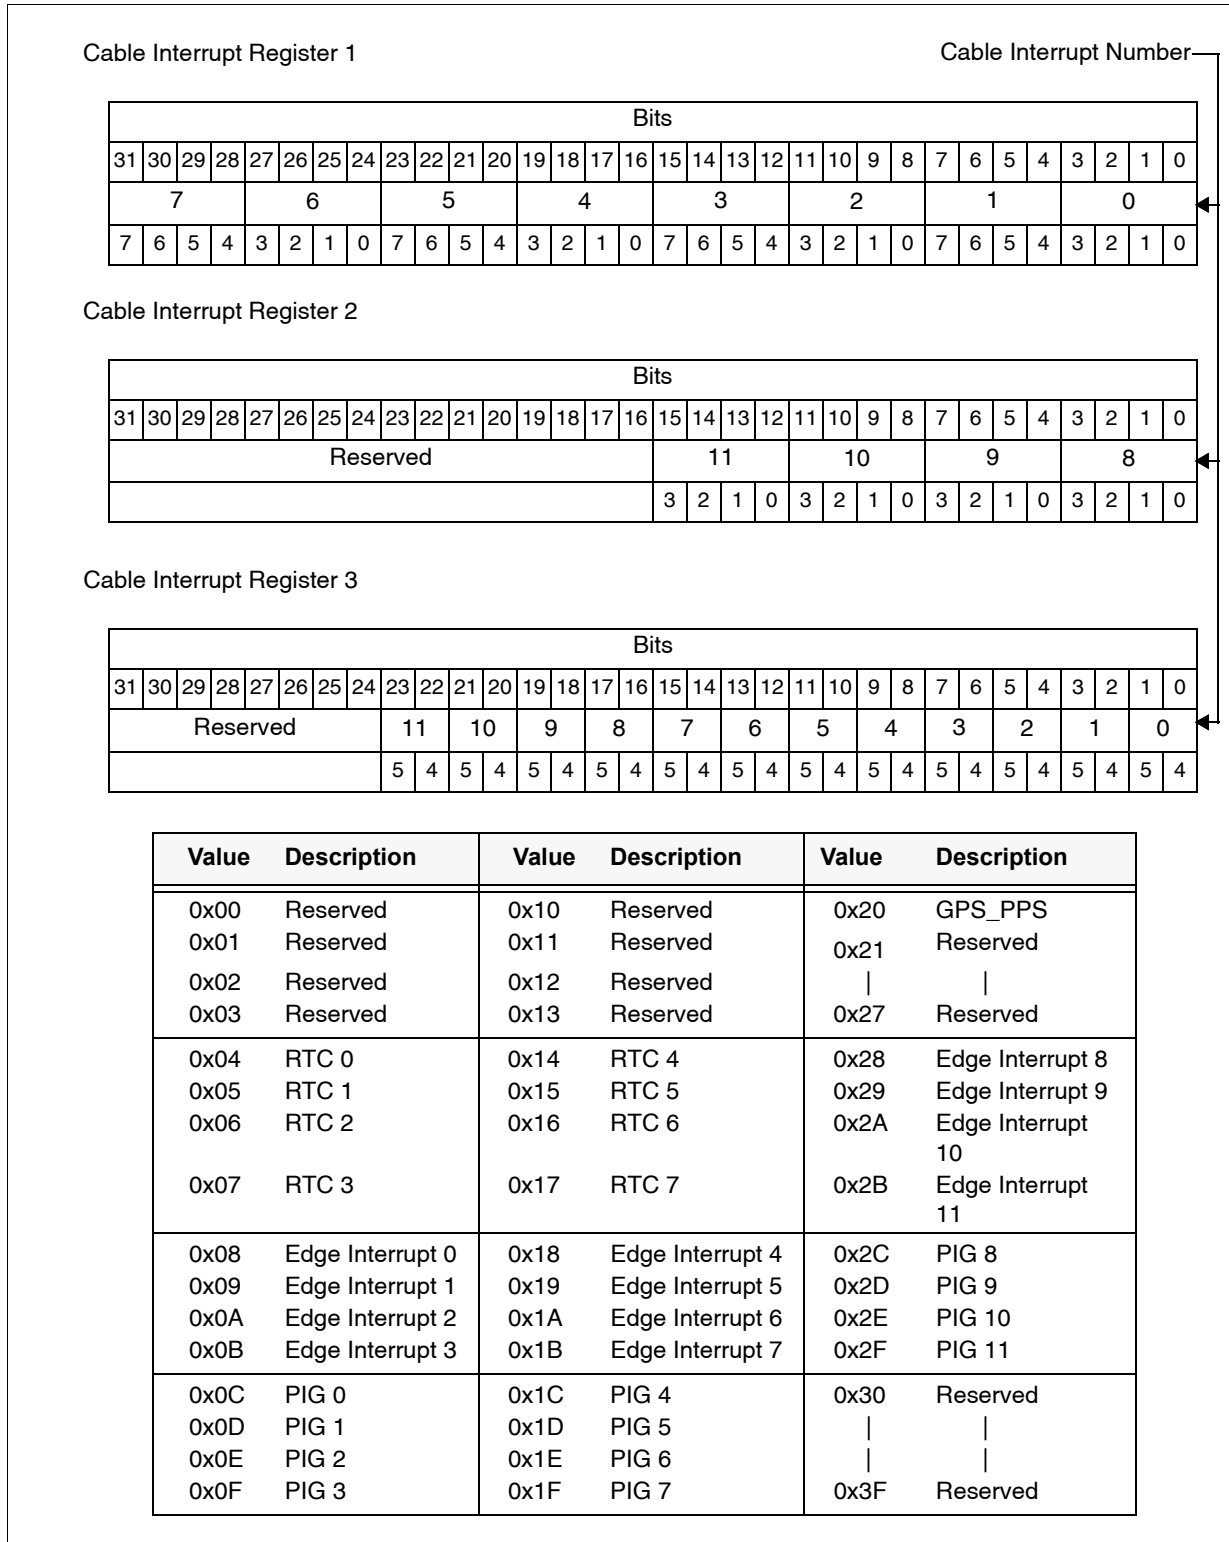 Cable Interrupt Register 1 Cable Interrupt Number
Bits
31 30 29 28 27 26 25 24 23 22 21 20 19 18 17 16 15 14 13 12 11 10 9 8 7 6 5 4 3 2 1 0
7 6 5 4 3 2 1 0
7 6 5 4 3 2 1 0 7 6 5 4 3 2 1 0 7 6 5 4 3 2 1 0 7 6 5 4 3 2 1 0
Cable Interrupt Register 2
Bits
31 30 29 28 27 26 25 24 23 22 21 20 19 18 17 16 15 14 13 12 11 10 9 8 7 6 5 4 3 2 1 0
Reserved 11 10 9 8
3 2 1 0 3 2 1 0 3 2 1 0 3 2 1 0
Cable Interrupt Register 3
Bits
31 30 29 28 27 26 25 24 23 22 21 20 19 18 17 16 15 14 13 12 11 10 9 8 7 6 5 4 3 2 1 0
Reserved 11 10 9 8 7 6 5 4 3 2 1 0
5 4 5 4 5 4 5 4 5 4 5 4 5 4 5 4 5 4 5 4 5 4 5 4
Value Description Value Description Value Description
0x00 Reserved 0x10 Reserved 0x20 GPS_PPS
0x01 Reserved 0x11 Reserved 0x21 Reserved
0x02 Reserved 0x12 Reserved | |
0x03 Reserved 0x13 Reserved 0x27 Reserved
0x04 RTC 0 0x14 RTC 4 0x28 Edge Interrupt 8
0x05 RTC 1 0x15 RTC 5 0x29 Edge Interrupt 9
0x06 RTC 2 0x16 RTC 6 0x2A Edge Interrupt
10
0x07 RTC 3 0x17 RTC 7 0x2B Edge Interrupt
11
0x08 Edge Interrupt 0 0x18 Edge Interrupt 4 0x2C PIG 8
0x09 Edge Interrupt 1 0x19 Edge Interrupt 5 0x2D PIG 9
0x0A Edge Interrupt 2 0x1A Edge Interrupt 6 0x2E PIG 10
0x0B Edge Interrupt 3 0x1B Edge Interrupt 7 0x2F PIG 11
0x0C PIG 0 0x1C PIG 4 0x30 Reserved
0x0D PIG 1 0x1D PIG 5 | |
0x0E PIG 2 0x1E PIG 6 | |
0x0F PIG 3 0x1F PIG 7 0x3F Reserved